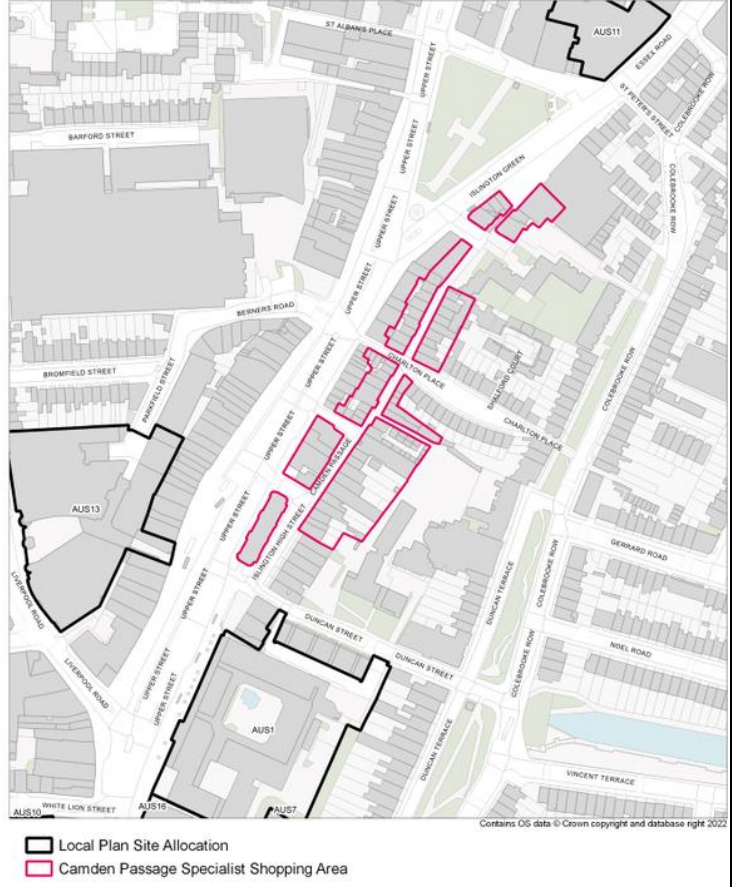 ST ALBAN'S PLACE
AUS11
ESSEX ROAD
UPPER STREET
ST PETER'S STREET
COLEBROOKE ROW
BARFORD STREET
UPPER STREET
ISLINGTON GREEN
COLEBROOKE ROW
UPPER STREET
UPPER STREET
BERNERS ROAD
CHARLTON PLACE
SHALFORD COURT
COLEBROOKE ROW
BROMFIELD STREET
PARKFIELD STREET
UPPER STREET
CHARLTON PLACE
UPPER STREET
CAMDEN PASSAGE
AUS13
UPPER STREET
ISLINGTON HIGH STREET
GERRARD ROAD
LIVERPOOL ROAD
UPPER STREET
DUNCAN TERRACE
COLEBROOKE ROW
DUNCAN STREET
NOEL ROAD
DUNCAN STREET
LIVERPOOL ROAD
UPPER STREET
UPPER STREET
COLEBROOKE ROW
AUS1
DUNCAN TERRACE
VINCENT TERRACE
AUS10
WHITE LION STREET
AUS16
AUS7
Contains OS data © Crown copyright and database right 2022
Local Plan Site Allocation
Camden Passage Specialist Shopping Area